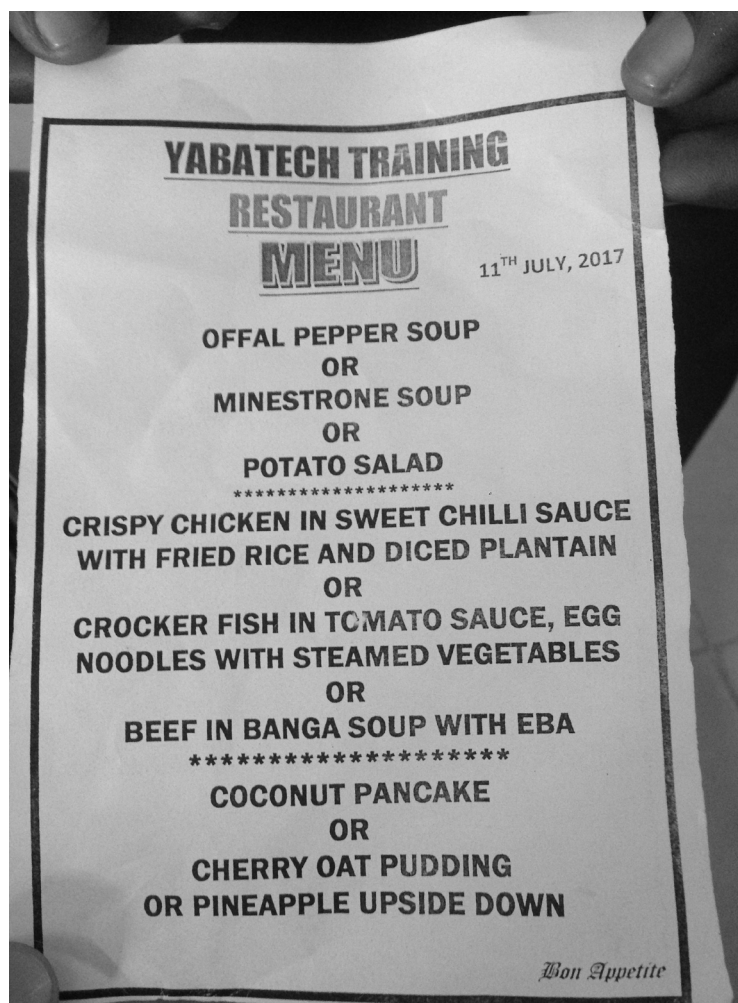 YABATECH TRAINING
RESTAURANT
MENU
11TH JULY, 2017
OFFAL PEPPER SOUP
OR
MINESTRONE SOUP
OR
POTATO SALAD
********************
CRISPY CHICKEN IN SWEET CHILLI SAUCE
WITH FRIED RICE AND DICED PLANTAIN
OR
CROCKER FISH IN TOMATO SAUCE, EGG
NOODLES WITH STEAMED VEGETABLES
OR
BEEF IN BANGA SOUP WITH EBA
********************
COCONUT PANCAKE
OR
CHERRY OAT PUDDING
OR PINEAPPLE UPSIDE DOWN
Bon Appetite